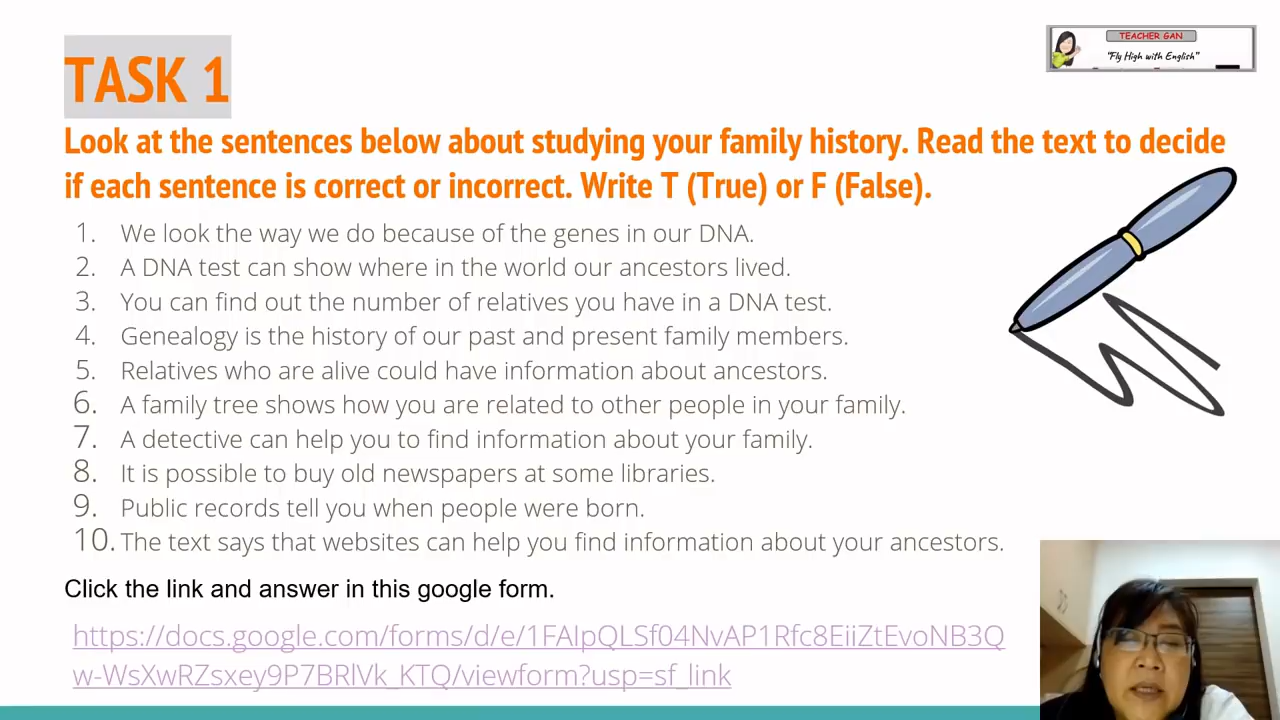 TEACHER GAN
"Fly High with English"
TASK 1
Look at the sentences below about studying your family history. Read the text to decide
if each sentence is correct or incorrect. Write T (True) or F (False).
1. We look the way we do because of the genes in our DNA.
2. A DNA test can show where in the world our ancestors lived.
3. You can find out the number of relatives you have in a DNA test.
4. Genealogy is the history of our past and present family members.
5. Relatives who are alive could have information about ancestors.
6. A family tree shows how you are related to other people in your family.
7. A detective can help you to find information about your family.
8. It is possible to buy old newspapers at some libraries.
9. Public records tell you when people were born.
10. The text says that websites can help you find information about your ancestors.
Click the link and answer in this google form.
https://docs.google.com/forms/d/e/1FAIpQLSf04NvAP1Rfc8EiiZtEvoNB3Q
w-WsXwRZsxey9P7BRlVk_KTQ/viewform?usp=sf_link